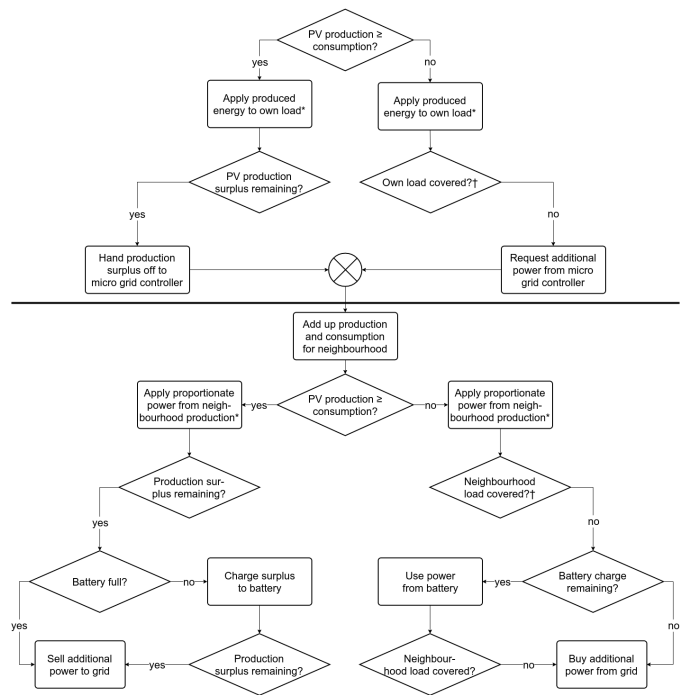 PV production ≥
consumption?
yes
no
Apply produced
energy to own load*
Apply produced
energy to own load*
PV production
surplus remaining?
Own load covered?†
yes
no
Hand production
surplus off to
micro grid controller
Request additional
power from micro
grid controller
Add up production
and consumption
for neighbourhood
Apply proportionate
power from neigh-
bourhood production*
yes
PV production ≥
consumption?
no
Apply proportionate
power from neigh-
bourhood production*
Production sur-
plus remaining?
Neighbourhood
load covered?†
yes
no
Battery full?
no
Charge surplus
to battery
Use power
from battery
yes
Battery charge
remaining?
yes
no
Sell additional
power to grid
yes
Production
surplus remaining?
Neighbour-
hood load covered?
no
Buy additional
power from grid